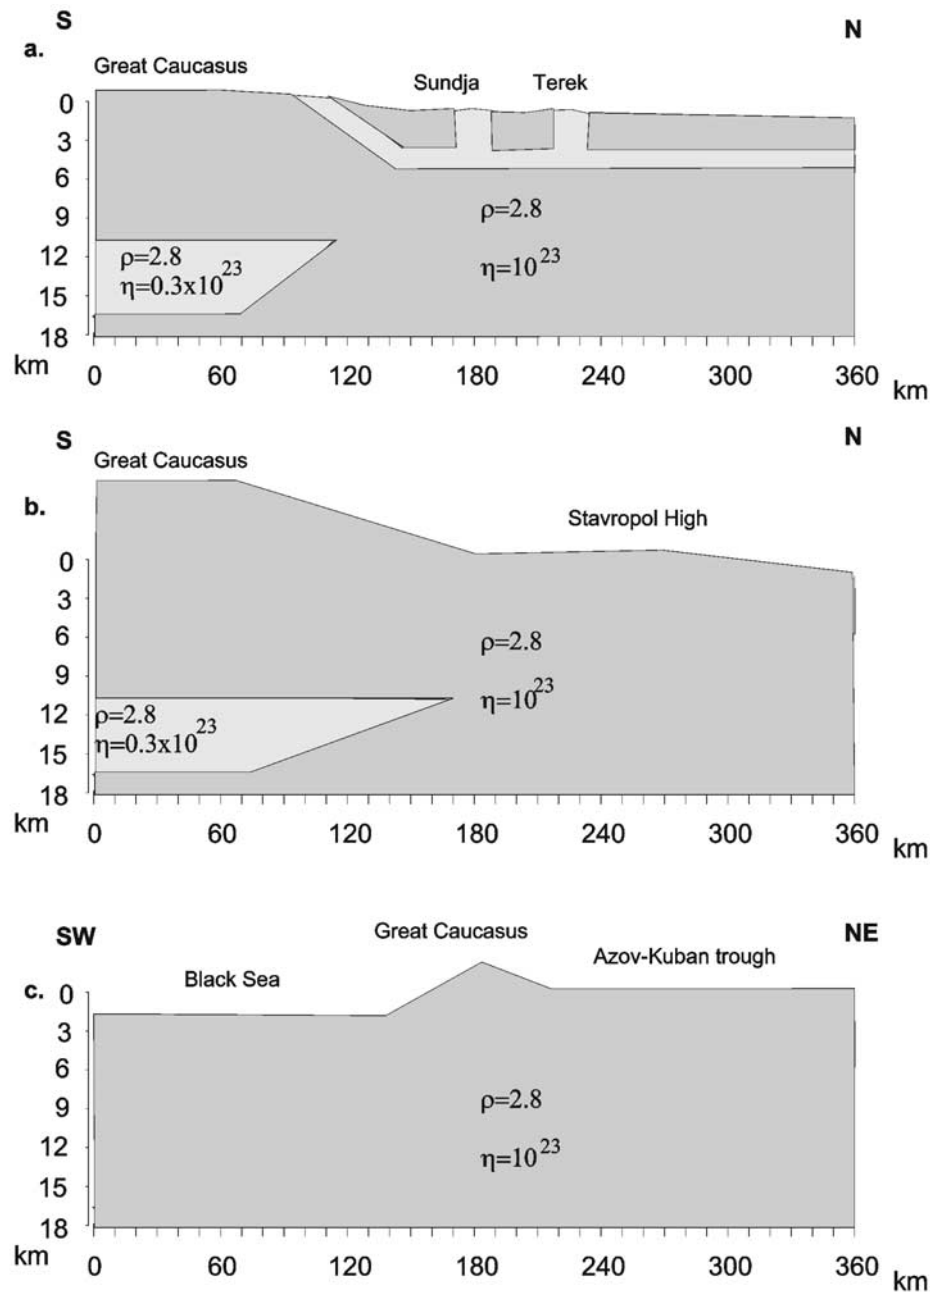 S N
a.
Great Caucasus
Sundja Terek
0
3
6
9
12
15
18
km
ρ=2.8
η=10^23
ρ=2.8
η=0.3x10^23
0 60 120 180 240 300 360
km
S N
Great Caucasus
b.
Stavropol High
0
3
6
9
12
15
18
km
ρ=2.8
η=10^23
ρ=2.8
η=0.3x10^23
0 60 120 180 240 300 360
km
SW NE
Great Caucasus
Azov-Kuban trough
Black Sea
c.
0
3
6
9
12
15
18
km
ρ=2.8
η=10^23
0 60 120 180 240 300 360
km